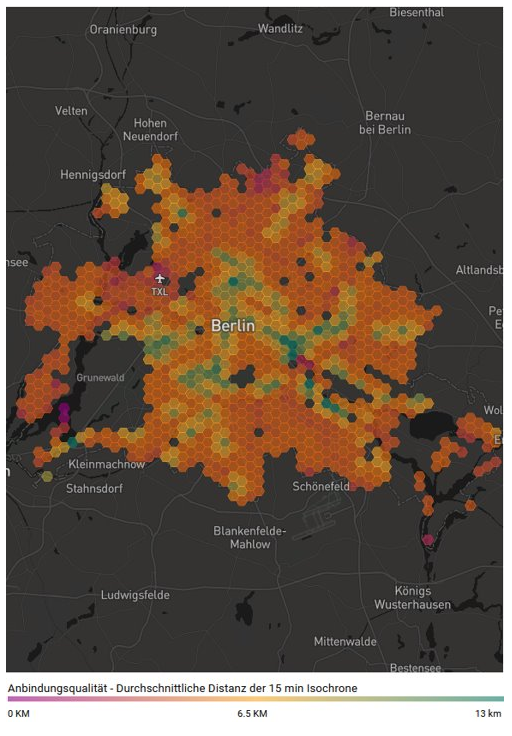 Biesenthal
Oranienburg
Wandlitz
Velten
Bernau
bei Berlin
Hohen
Neuendorf
Hennigsdorf
nsee
Altlandsb
TXL
Pe
Berlin
Grunewald
Wol
Er
Kleinmachnow
n
Stahnsdorf
Schönefeld
Blankenfelde-
Mahlow
Ludwigsfelde
Königs
Wusterhausen
Mittenwalde
Bestensee
Anbindungsqualität - Durchschnittliche Distanz der 15 min Isochrone
0 KM
6.5 KM
13 km